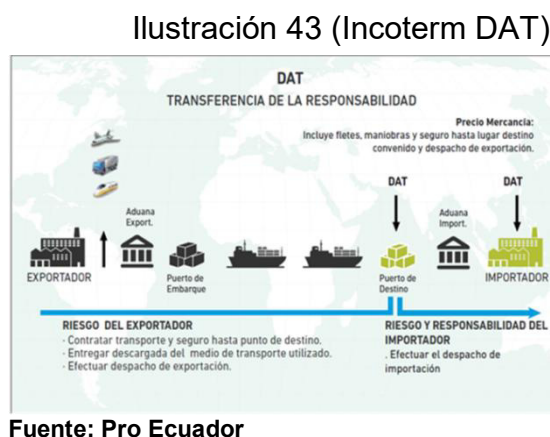 Ilustración 43 (Incoterm DAT)
DAT
TRANSFERENCIA DE LA RESPONSABILIDAD
Precio Mercancia:
Incluye fletes, maniobras y seguro hasta lugar destino
convenido y despacho de exportación.
DAT
DAT
Aduana
Export.
Aduana
Import.
EXPORTADOR
Puerto de
Embarque
Puerto de
Destino
IMPORTADOR
RIESGO DEL EXPORTADOR
· Contratar transporte y seguro hasta punto de destino.
· Entregar descargada del medio de transporte utilizado.
· Efectuar despacho de exportación.
RIESGO Y RESPONSABILIDAD DEL
IMPORTADOR
. Efectuar el despacho de
importación
Fuente: Pro Ecuador